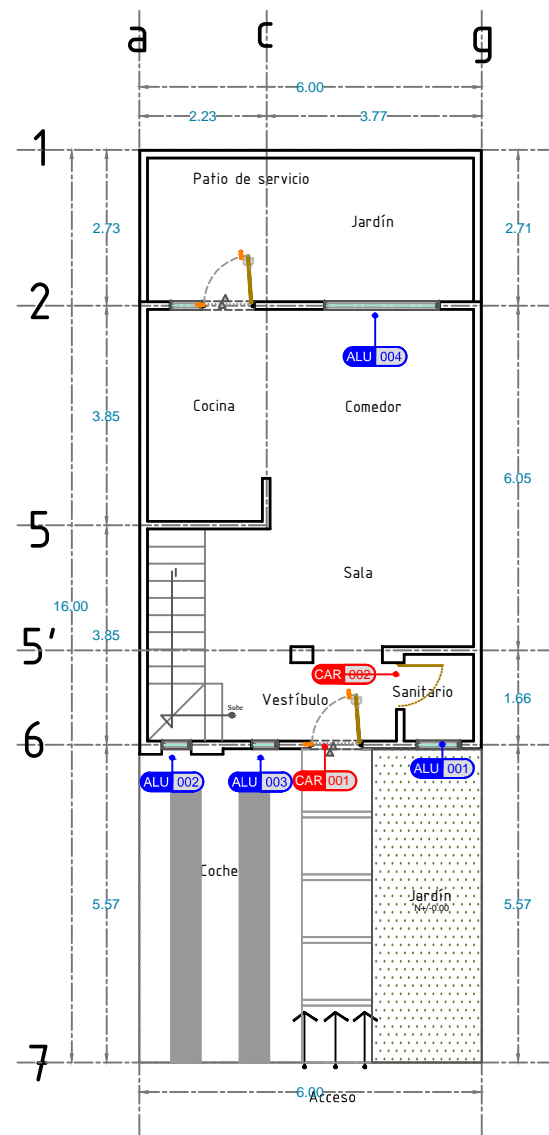 a c g
6.00
2.23 3.77
1
Patio de servicio
Jardín
2.73 2.71
2
ALU 004
Cocina Comedor
3.85 6.05
5
Sala
16.00
3.85
5'
CAR 002
Sanitario
1.66
Vestíbulo
Sube
6
ALU 002 ALU 003 CAR 001 ALU 001
Coche
Jardín
N+/-0.00
5.57 5.57
7
6.00
Acceso